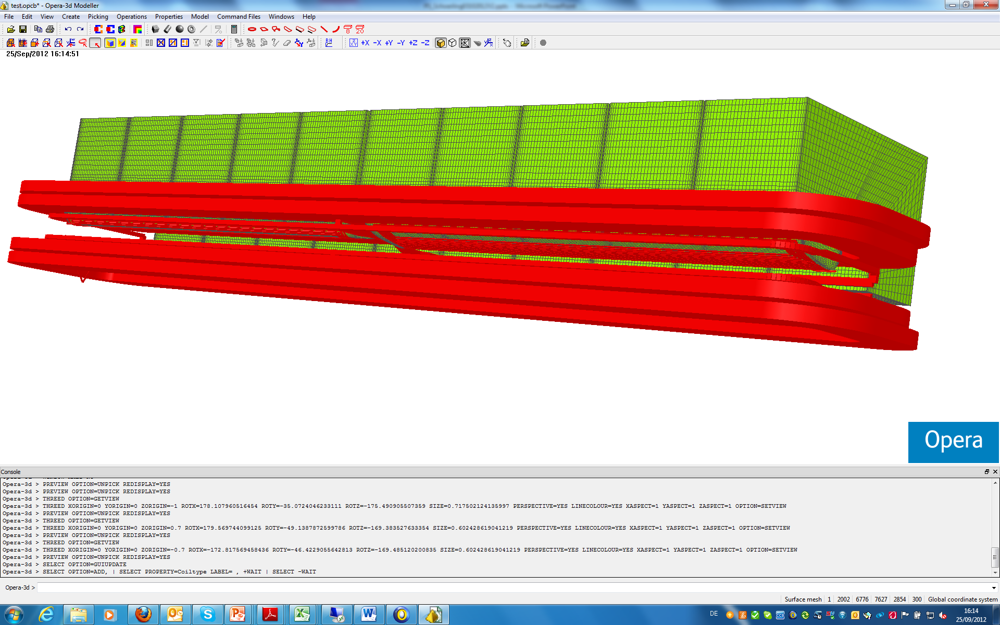 test.opcb* - Opera-3d Modeller
File Edit View Create Picking Operations Properties Model Command Files Windows Help
8 20
BH +X -X +Y -Y +Z -Z
25/Sep/2012 16:14:51
Opera
Console
Opera-3d > PREVIEW OPTION=UNPICK REDISPLAY=YES
Opera-3d > PREVIEW OPTION=UNPICK REDISPLAY=YES
Opera-3d > THREED OPTION=GETVIEW
Opera-3d > THREED XORIGIN=0 YORIGIN=0 ZORIGIN=-1 ROTX=178.107960516454 ROTY=-35.0724046233111 ROTZ=-175.490905507359 SIZE=0.717502124135997 PERSPECTIVE=YES LINECOLOUR=YES XASPECT=1 YASPECT=1 ZASPECT=1 OPTION=SETVIEW
Opera-3d > PREVIEW OPTION=UNPICK REDISPLAY=YES
Opera-3d > THREED OPTION=GETVIEW
Opera-3d > THREED XORIGIN=0 YORIGIN=0 ZORIGIN=0.7 ROTX=179.569744099125 ROTY=-49.1387872599786 ROTZ=-169.383527633354 SIZE=0.602428619041219 PERSPECTIVE=YES LINECOLOUR=YES XASPECT=1 YASPECT=1 ZASPECT=1 OPTION=SETVIEW
Opera-3d > PREVIEW OPTION=UNPICK REDISPLAY=YES
Opera-3d > THREED OPTION=GETVIEW
Opera-3d > THREED XORIGIN=0 YORIGIN=0 ZORIGIN=-0.7 ROTX=-172.817569458436 ROTY=-46.4229055642813 ROTZ=-169.485120200835 SIZE=0.602428619041219 PERSPECTIVE=YES LINECOLOUR=YES XASPECT=1 YASPECT=1 ZASPECT=1 OPTION=SETVIEW
Opera-3d > PREVIEW OPTION=UNPICK REDISPLAY=YES
Opera-3d > SELECT OPTION=GUIUPDATE
Opera-3d > SELECT OPTION=ADD, | SELECT PROPERTY=Coiltype LABEL= , +WAIT | SELECT -WAIT
Opera-3d >
Surface mesh 1 2002 6776 7627 2854 300 Global coordinate system
DE 16:14
25/09/2012